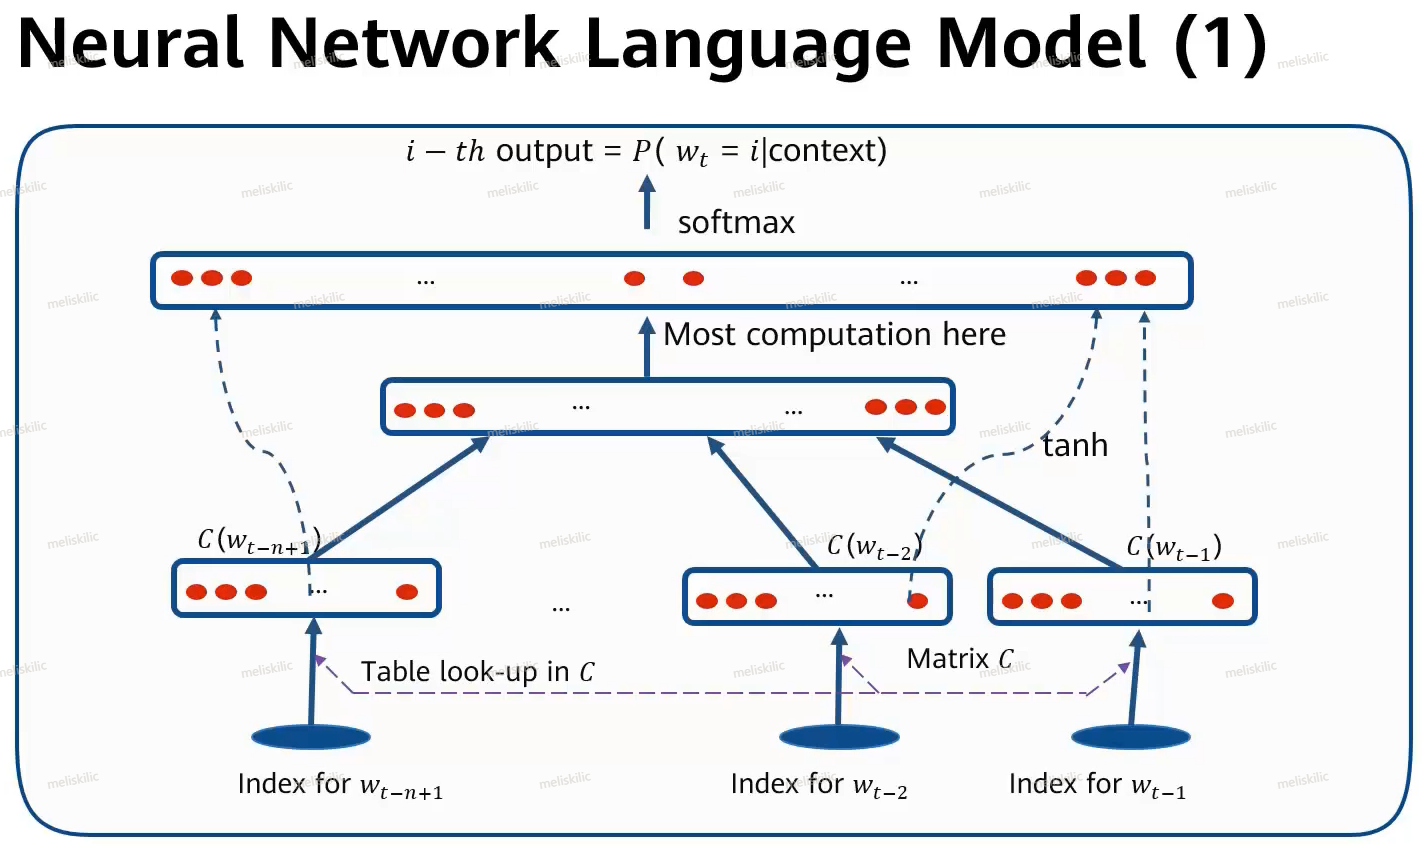 Neural Network Language Model (1)
i − th output = P( w_t = i|context)
softmax
... ...
Most computation here
... ...
tanh
C(w_{t−n+1}) C(w_{t−2}) C(w_{t−1})
... ... ... ...
Table look-up in C Matrix C
Index for w_{t−n+1} Index for w_{t−2} Index for w_{t−1}
meliskilic